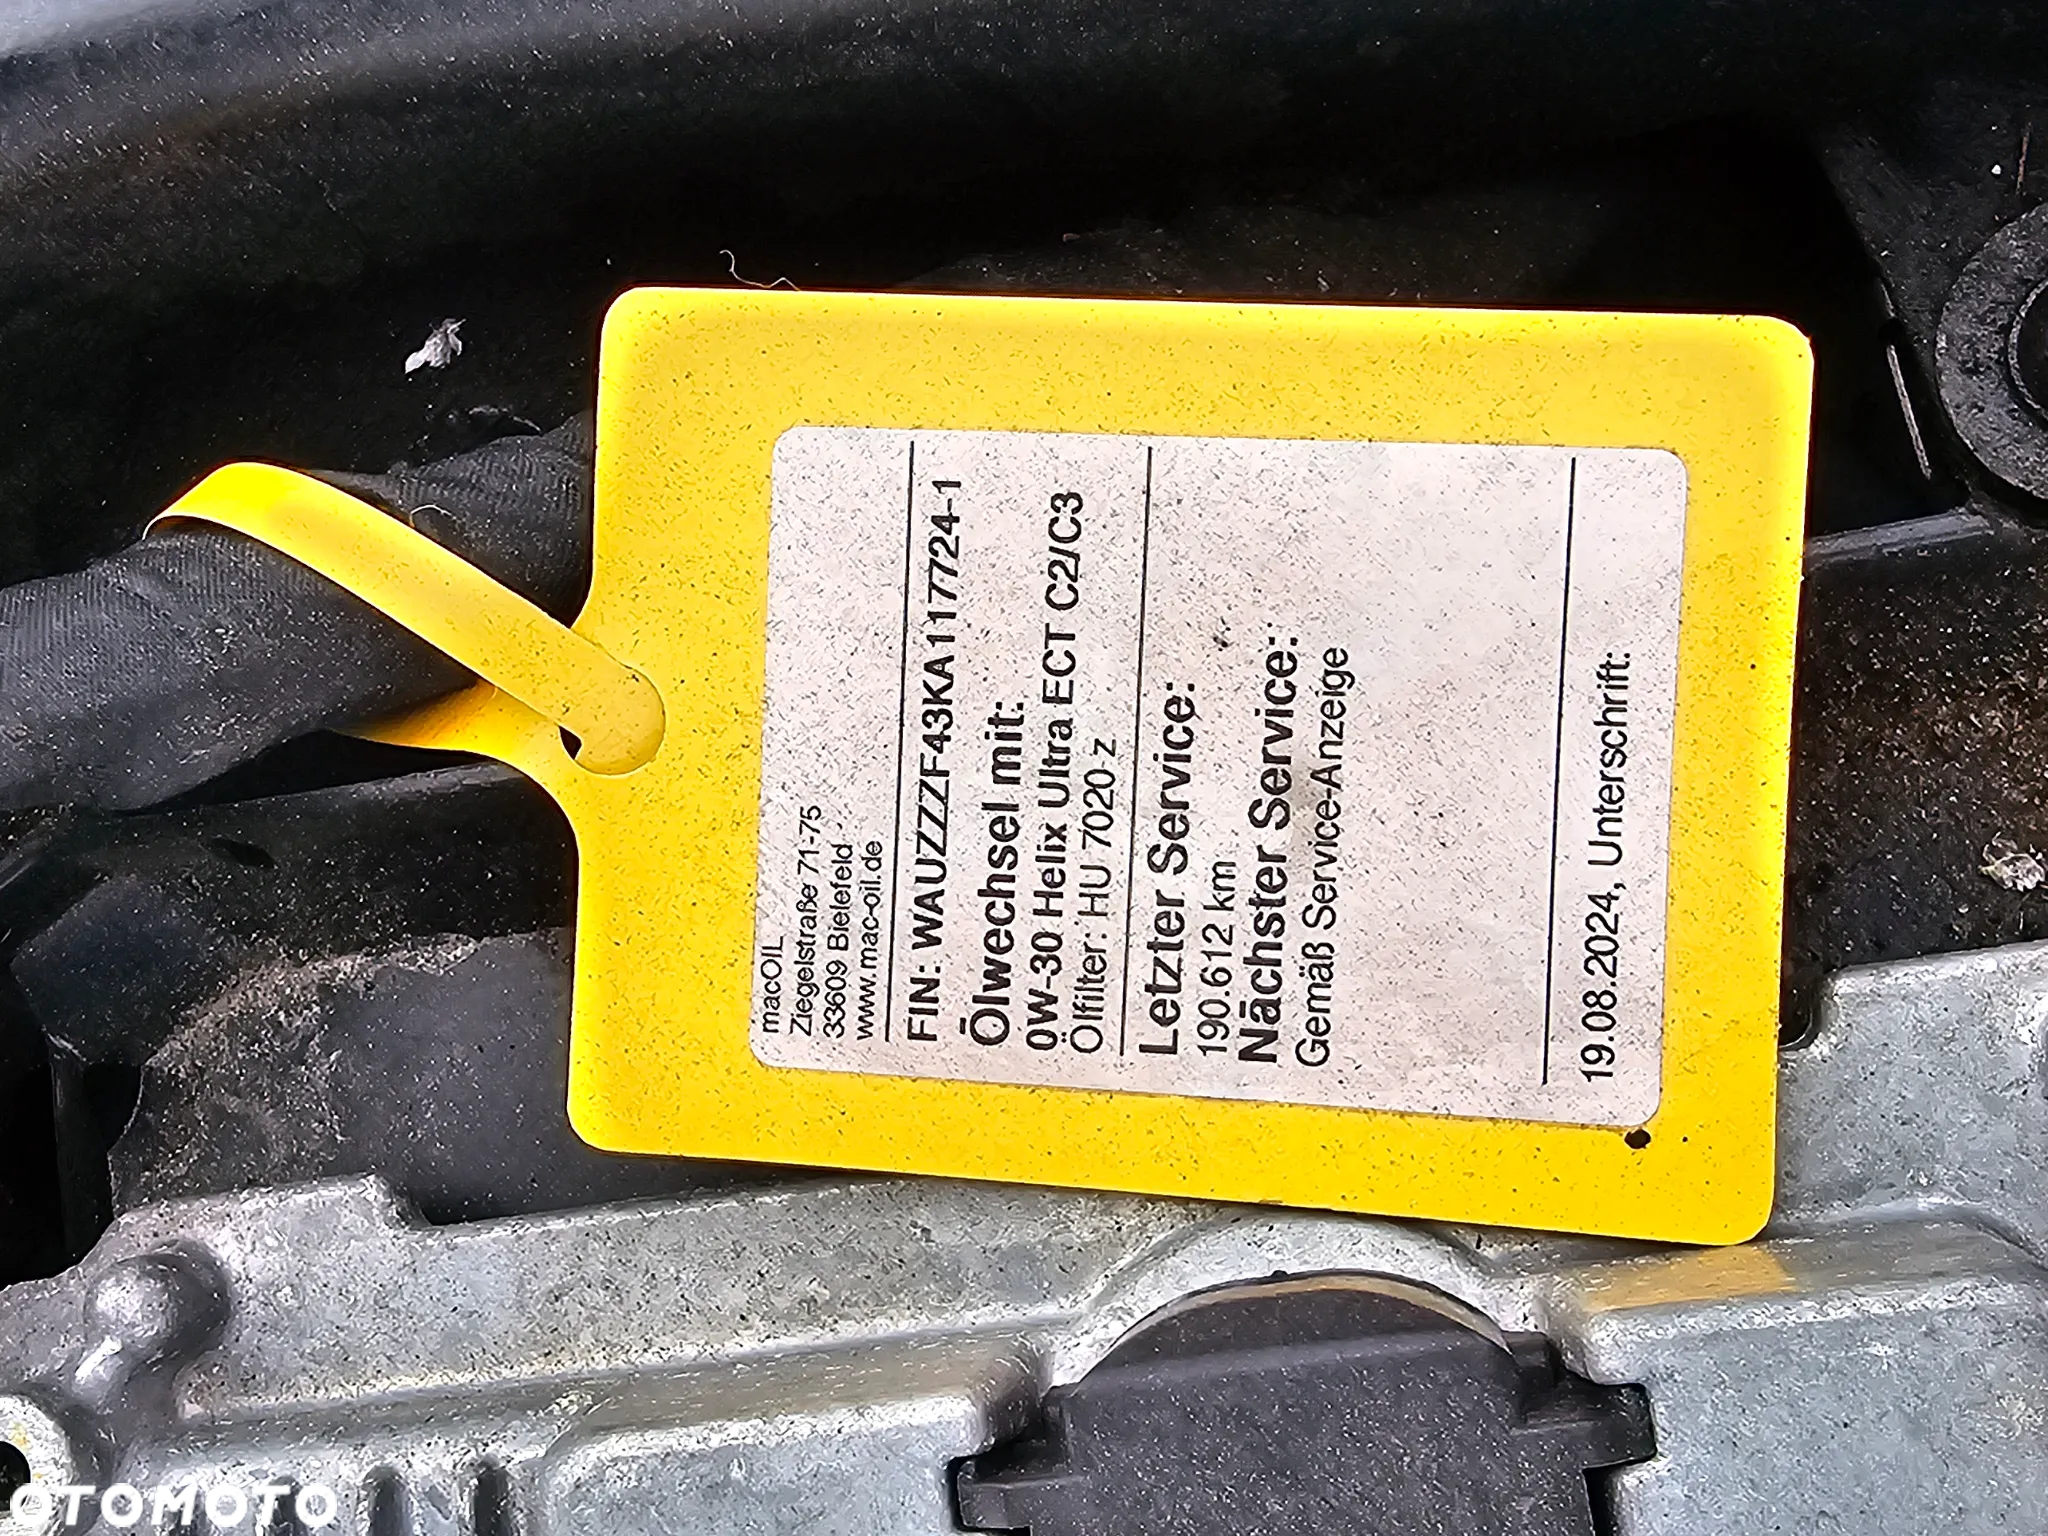 macOIL
Ziegelstraße 71-75
33609 Bielefeld
www.mac-oil.de
FIN: WAUZZZF43KA117724-1
Ölwechsel mit:
0W-30 Helix Ultra ECT C2/C3
Ölfilter: HU 7020 z
Letzter Service:
190.612 km
Nächster Service:
Gemäß Service-Anzeige
19.08.2024, Unterschrift:
OTOMOTO